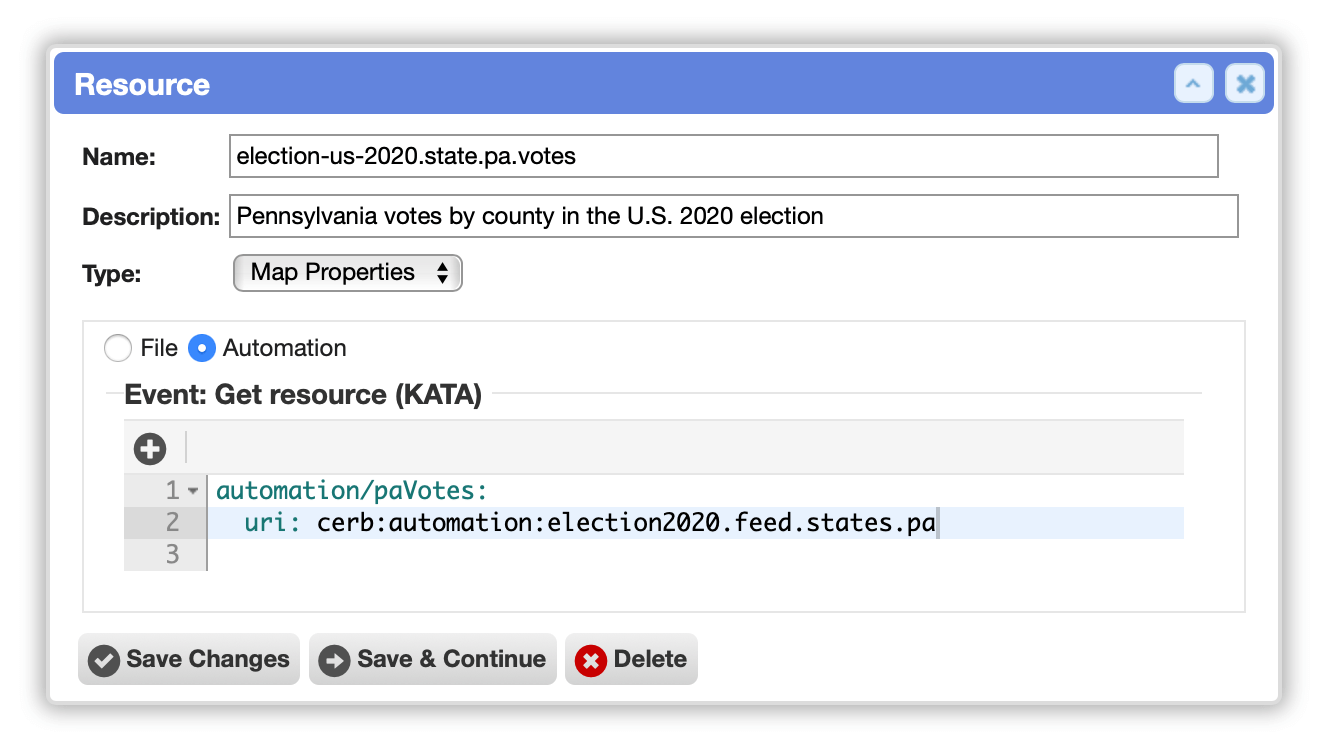 Resource
Name: election-us-2020.state.pa.votes
Description: Pennsylvania votes by county in the U.S. 2020 election
Type: Map Properties
File Automation
Event: Get resource (KATA)
1 automation/paVotes:
2 uri: cerb:automation:election2020.feed.states.pa
3
Save Changes Save & Continue Delete